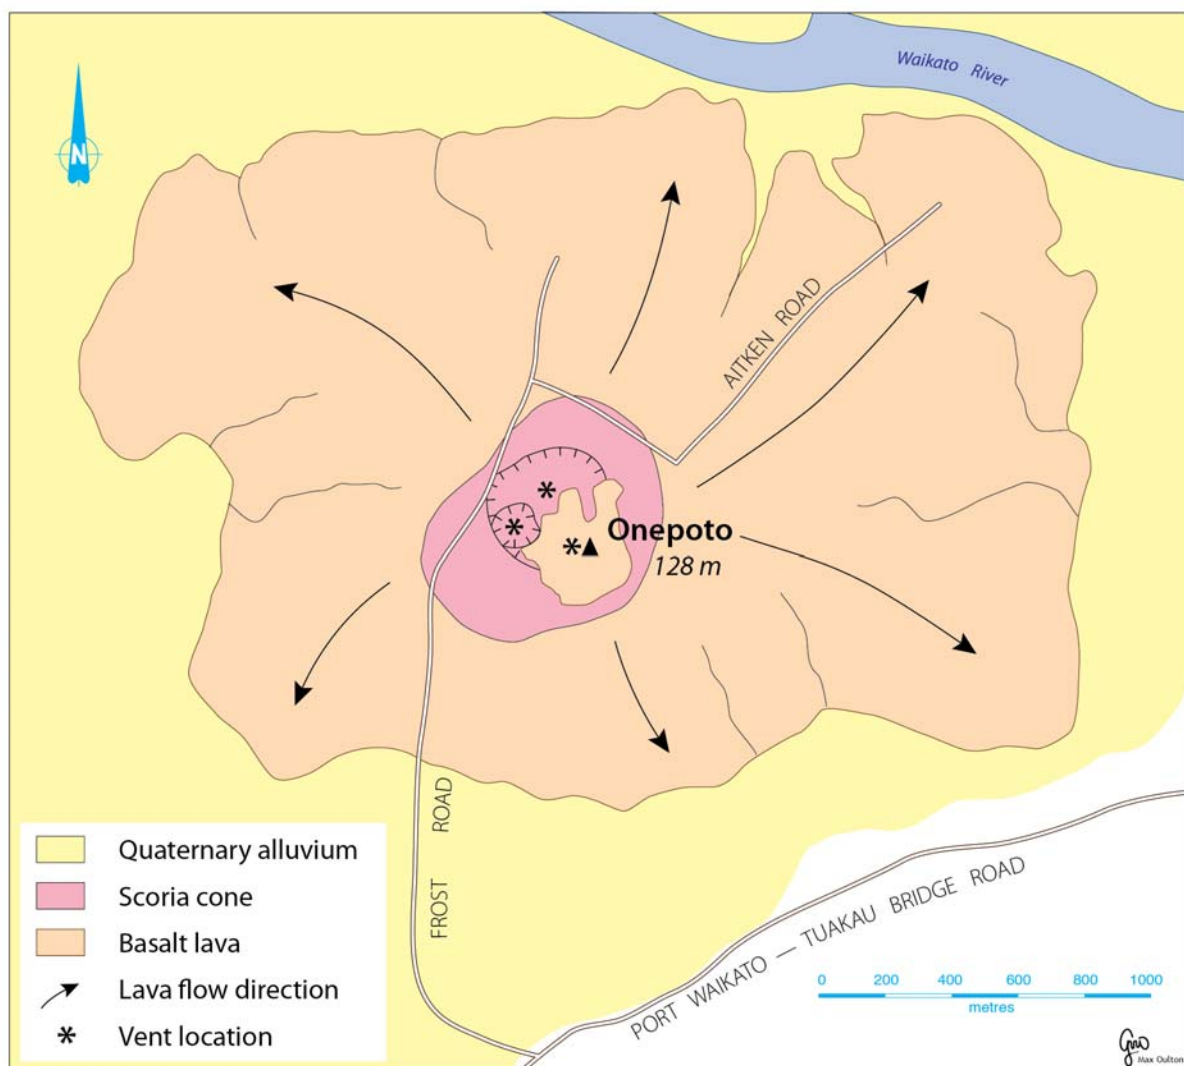 Waikato River
N
AITKEN ROAD
Onepoto
128 m
FROST ROAD
PORT WAIKATO — TUAKAU BRIDGE ROAD
Quaternary alluvium
Scoria cone
Basalt lava
Lava flow direction
Vent location
0 200 400 600 800 1000
metres
Max Oulton